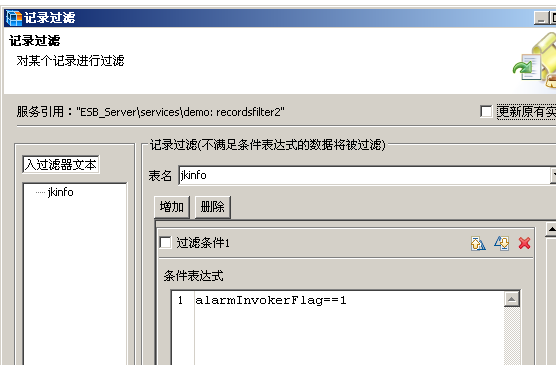 记录过滤
记录过滤
对某个记录进行过滤
服务引用："ESB_Server\services\demo: recordsfilter2"
更新原有实
入过滤器文本
jkinfo
记录过滤(不满足条件表达式的数据将被过滤)
表名 jkinfo
增加 删除
过滤条件1
条件表达式
1 alarmInvokerFlag==1